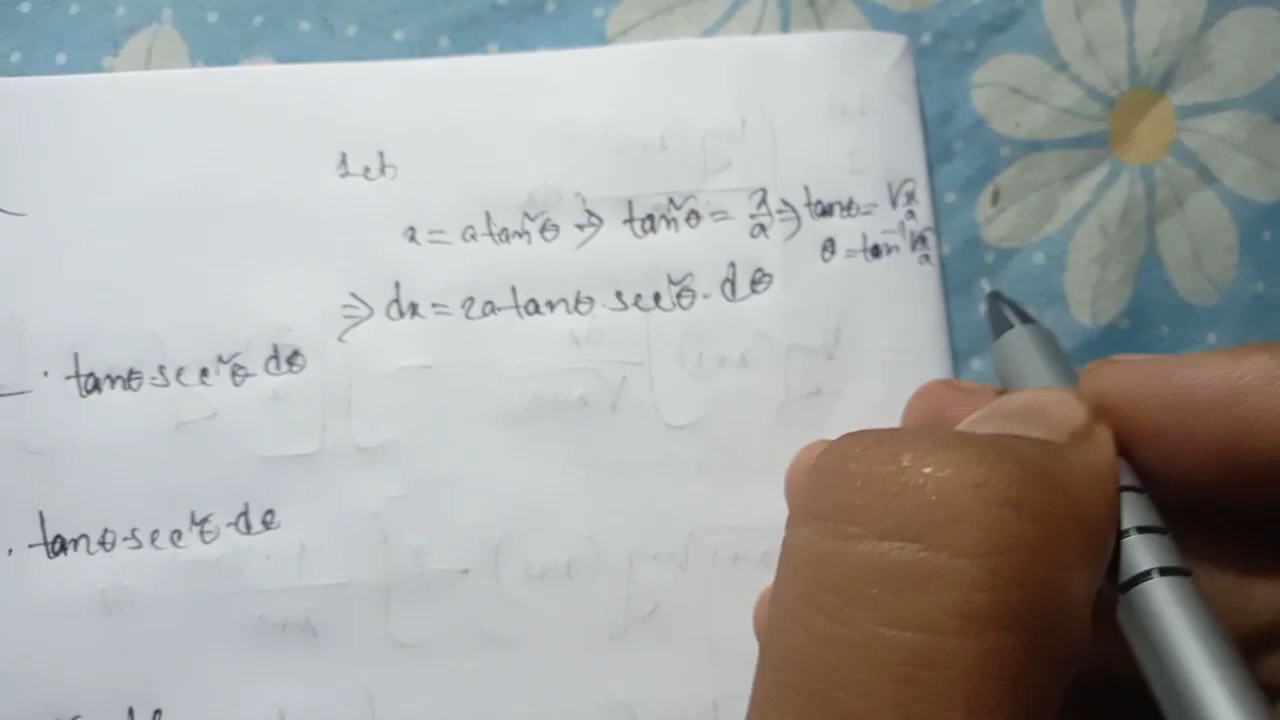 Let
x = a tan²θ ⇒ tan²θ = x/a ⇒ tanθ = √x/a
θ = tan⁻¹√x/a
⇒ dx = 2a tanθ · sec²θ · dθ
· tanθ sec²θ dθ
· tanθ · sec²θ · dθ